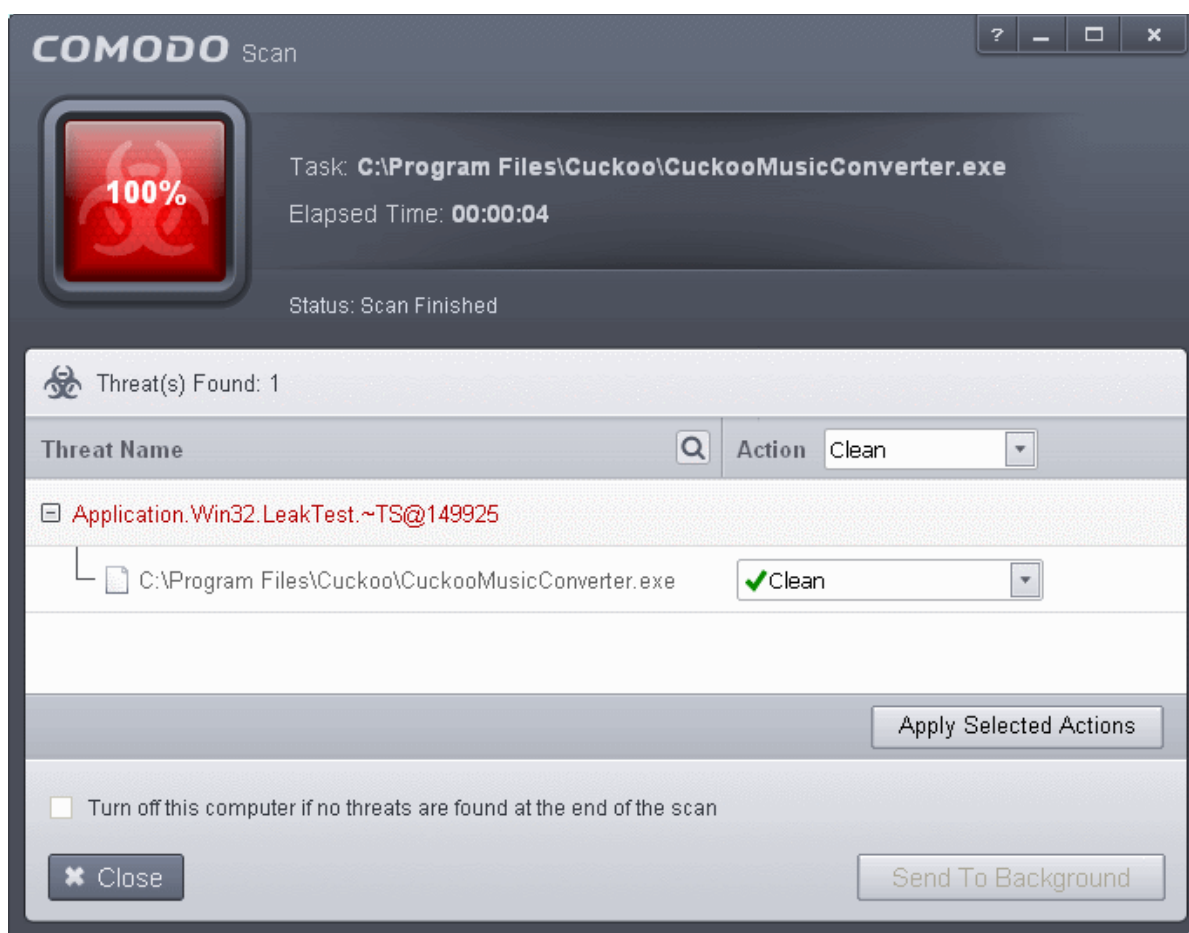 COMODO Scan
? – □ ×
100%
Task: C:\Program Files\Cuckoo\CuckooMusicConverter.exe
Elapsed Time: 00:00:04
Status: Scan Finished
Threat(s) Found: 1
Threat Name Action Clean
Application.Win32.LeakTest.~TS@149925
C:\Program Files\Cuckoo\CuckooMusicConverter.exe Clean
Apply Selected Actions
Turn off this computer if no threats are found at the end of the scan
Close Send To Background